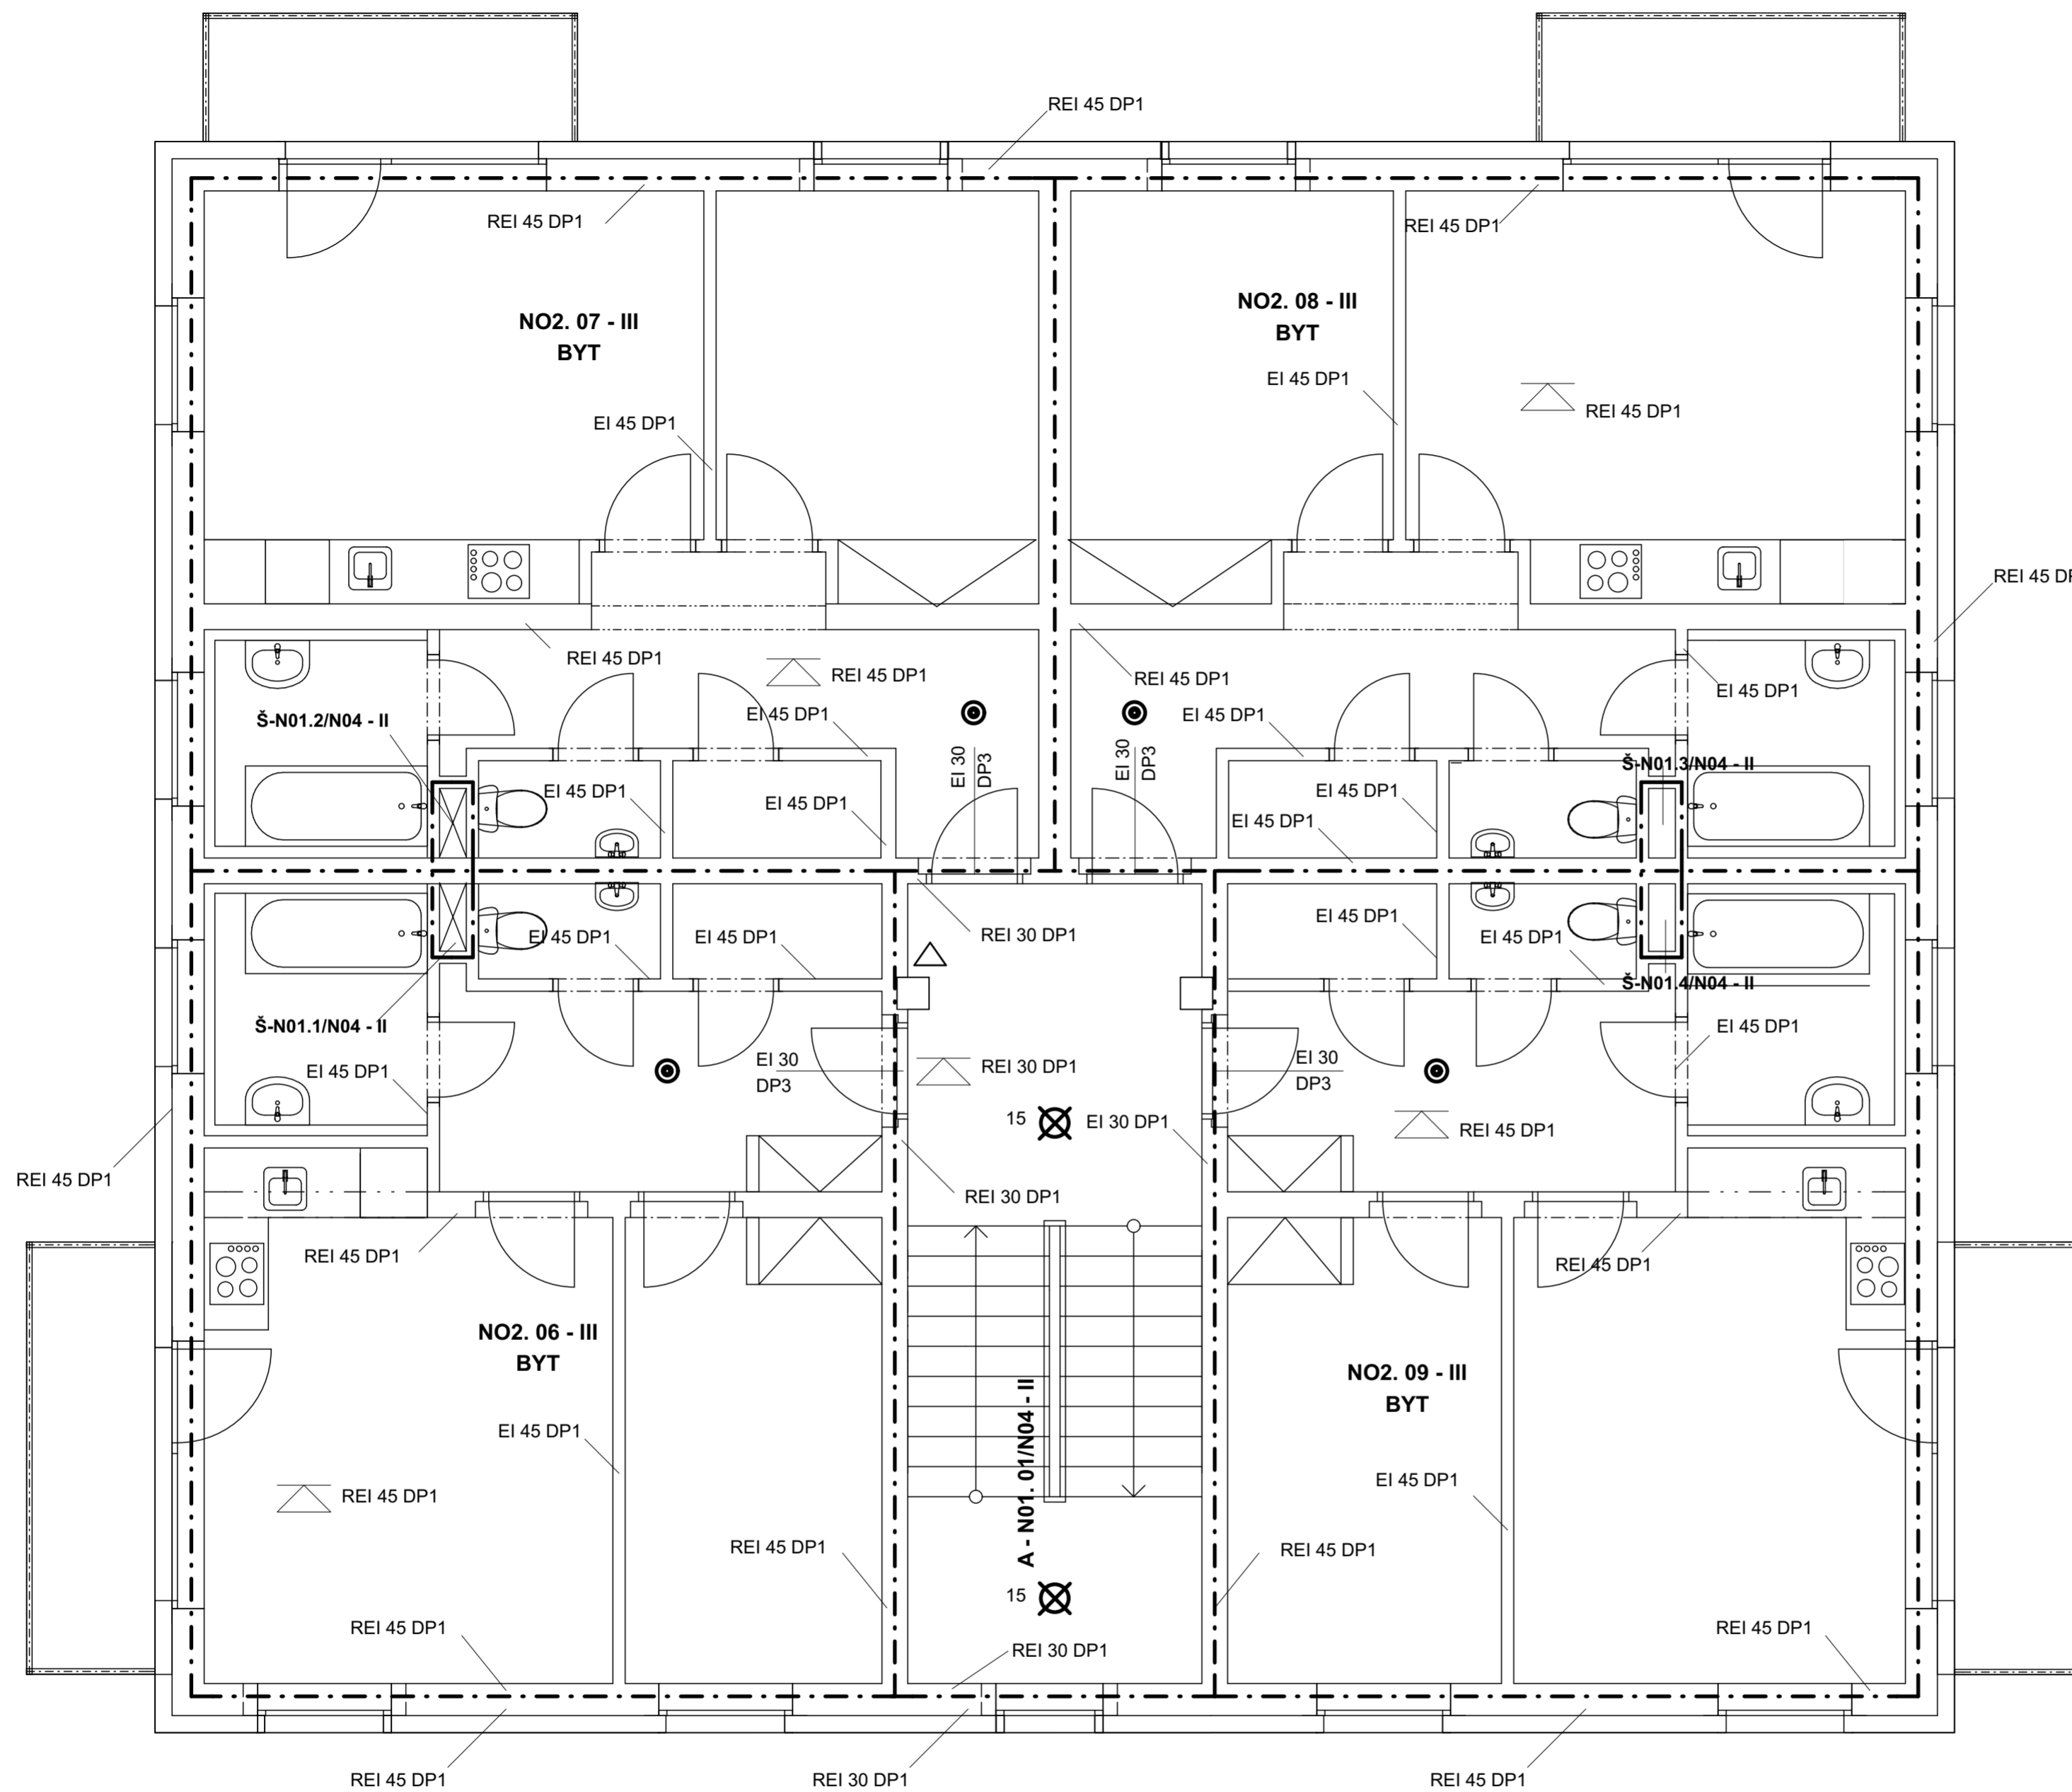 REI 45 DP1
REI 45 DP1
REI 45 DP1
NO2. 08 - III
BYT
NO2. 07 - III
BYT
EI 45 DP1
REI 45 DP1
EI 45 DP1
REI 45 DP
REI 45 DP1
REI 45 DP1
REI 45 DP1
EI 45 DP1
Š-N01.2/N04 - II
EI 45 DP1
EI 45 DP1
EI 30
DP3
EI 30
DP3
Š-N01.3/N04 - II
EI 45 DP1
EI 45 DP1
EI 45 DP1
EI 45 DP1
EI 45 DP1
EI 45 DP1
REI 30 DP1
EI 45 DP1
EI 45 DP1
Š-N01.4/N04 - II
Š-N01.1/N04 - II
EI 45 DP1
EI 45 DP1
EI 30
DP3
REI 30 DP1
EI 30
DP3
15
EI 30 DP1
REI 45 DP1
REI 45 DP1
REI 30 DP1
REI 45 DP1
REI 45 DP1
NO2. 06 - III
BYT
NO2. 09 - III
BYT
EI 45 DP1
A - N01. 01/N04 - II
EI 45 DP1
REI 45 DP1
REI 45 DP1
REI 45 DP1
15
REI 45 DP1
REI 30 DP1
REI 45 DP1
REI 45 DP1
REI 30 DP1
REI 45 DP1